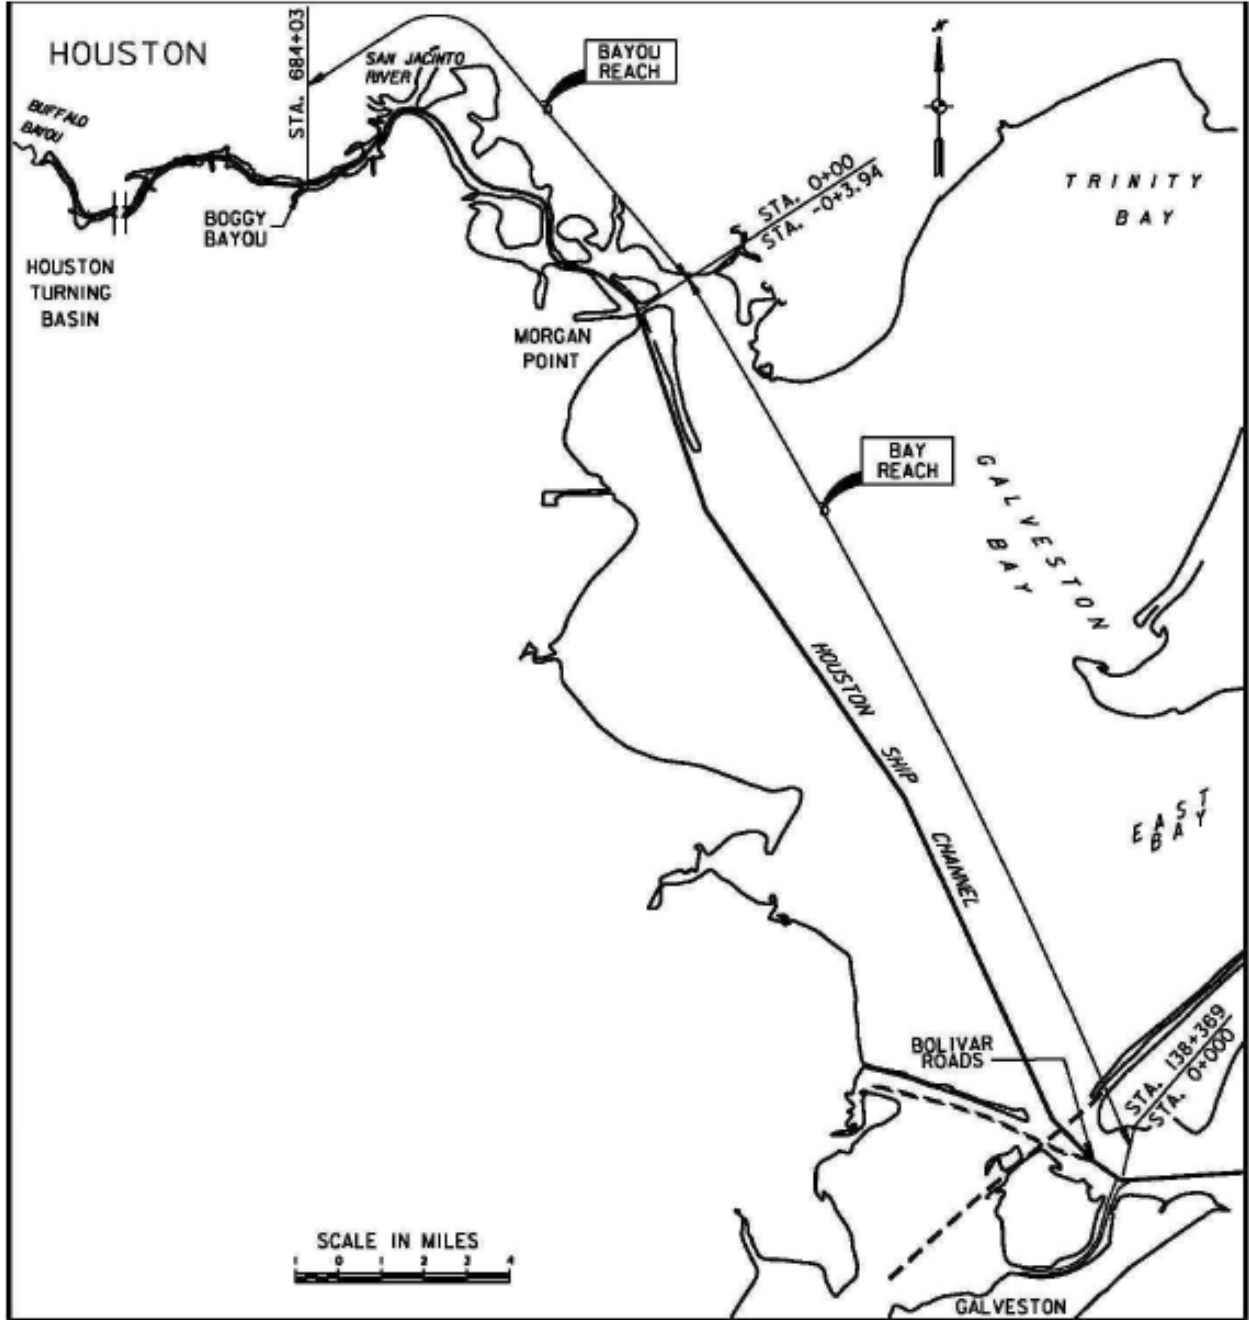 HOUSTON
STA. 684+03
SAN JACINTO
RIVER
BAYOU
REACH
N
BUFFALO
BAYOU
BOGGY
BAYOU
HOUSTON
TURNING
BASIN
STA. 0+00
STA. -0+3.94
TRINITY
BAY
MORGAN
POINT
BAY
REACH
GALVESTON
BAY
HOUSTON
SHIP
CHANNEL
EAST
BAY
BOLIVAR
ROADS
STA. 138+369
STA. 0+000
SCALE IN MILES
1 0 1 2 3 4
GALVESTON